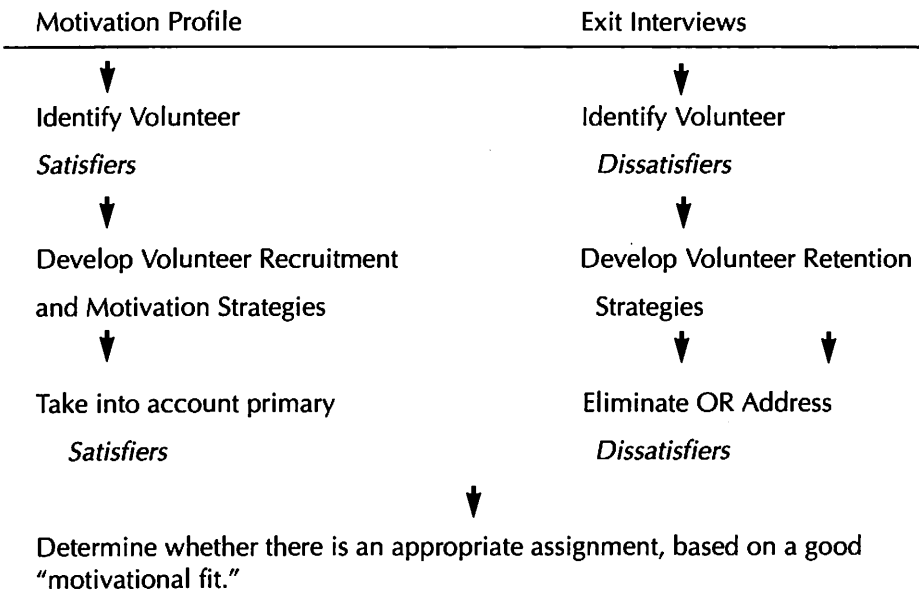 Motivation Profile
Exit Interviews
Identify Volunteer
Satisfiers
Identify Volunteer
Dissatisfiers
Develop Volunteer Recruitment
and Motivation Strategies
Develop Volunteer Retention
Strategies
Take into account primary
Satisfiers
Eliminate OR Address
Dissatisfiers
Determine whether there is an appropriate assignment, based on a good
"motivational fit."